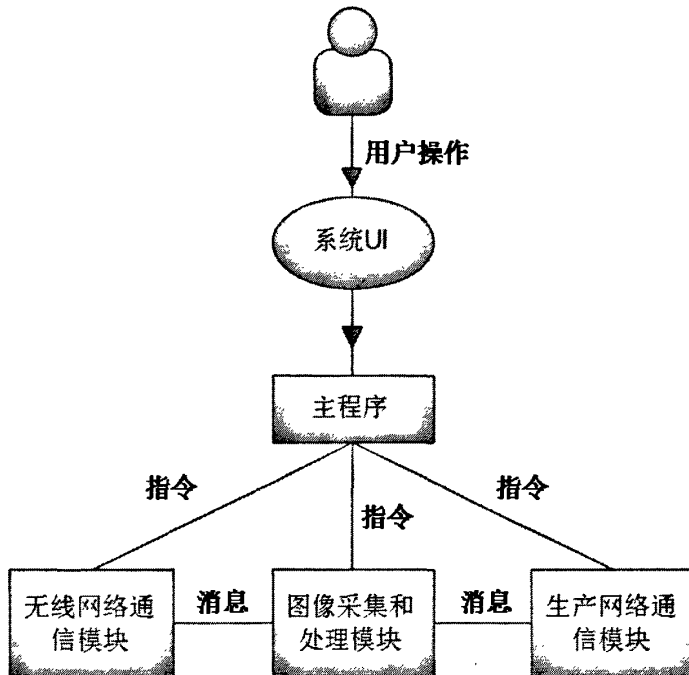 用户操作
系统UI
主程序
指令
指令
指令
无线网络通
信模块
消息
图像采集和
处理模块
消息
生产网络通
信模块